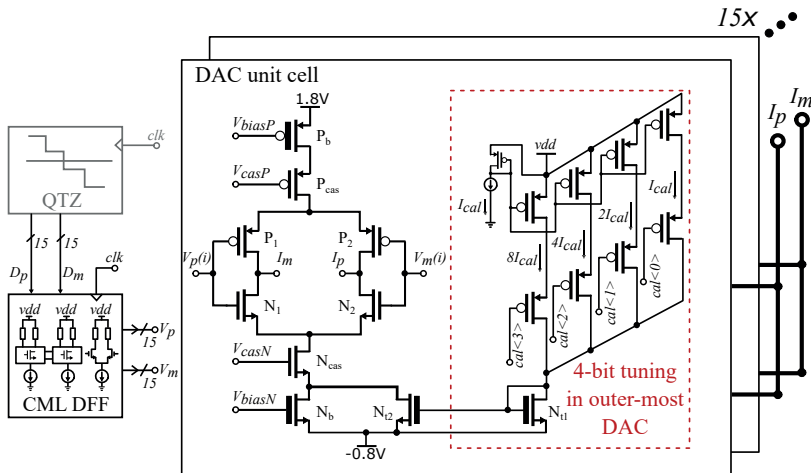 15x
DAC unit cell
I_p
I_m
1.8V
V_biasP
P_b
V_casP
P_cas
vdd
I_cal
I_cal
2I_cal
4I_cal
8I_cal
clk
QTZ
15
15
D_p
D_m
clk
P_1
P_2
V_p(i)
I_m
I_p
V_m(i)
N_1
N_2
cal<3>
cal<2>
cal<1>
cal<0>
vdd
vdd
vdd
V_p
15
V_m
15
CML DFF
V_casN
N_cas
V_biasN
N_b
N_t2
N_t1
4-bit tuning
in outer-most
DAC
-0.8V